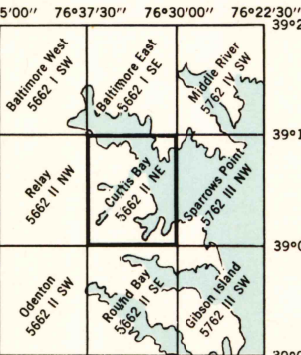 5'00" 76°37'30" 76°30'00" 76°22'30"
39°2
Baltimore West
5662 I SW
Baltimore East
5662 I SE
Middle River
5762 IV SW
39°1
Relay
5662 II NW
Curtis Bay
5662 II NE
Sparrows Point
5762 III NW
39°0
Odenton
5662 II SW
Round Bay
5662 II SE
Gibson Island
5762 III SW